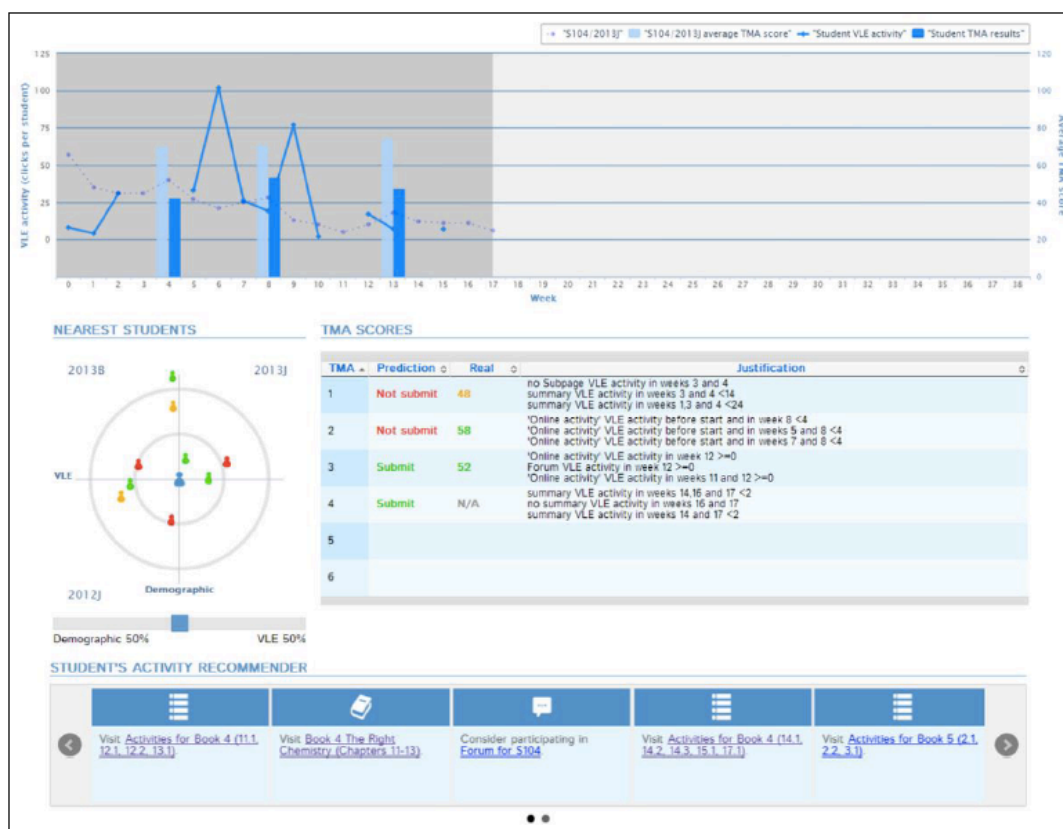 "S104/2013J" "S104/2013J average TMA score" "Student VLE activity" "Student TMA results"
VLE activity (clicks per student)
125
100
75
50
25
0
120
100
80
60
40
20
0
Average TMA score
0 1 2 3 4 5 6 7 8 9 10 11 12 13 14 15 16 17 18 19 20 21 22 23 24 25 26 27 28 29 30 31 32 33 34 35 36 37 38
Week
NEAREST STUDENTS
2013B 2013J
VLE
2012J
Demographic
Demographic 50% VLE 50%
TMA SCORES
TMA Prediction Real Justification
1 Not submit 48
no Subpage VLE activity in weeks 3 and 4
summary VLE activity in weeks 3 and 4 <14
summary VLE activity in weeks 1,3 and 4 <24
2 Not submit 58
'Online activity' VLE activity before start and in week 8 <4
'Online activity' VLE activity before start and in weeks 5 and 8 <4
'Online activity' VLE activity before start and in weeks 7 and 8 <4
3 Submit 52
'Online activity' VLE activity in week 12 >=0
Forum VLE activity in week 12 >=0
'Online activity' VLE activity in weeks 11 and 12 >=0
4 Submit N/A
summary VLE activity in weeks 14,16 and 17 <2
no summary VLE activity in weeks 16 and 17
summary VLE activity in weeks 14 and 17 <2
5
6
STUDENT'S ACTIVITY RECOMMENDER
Visit Activities for Book 4 (11.1,
12.1, 12.2, 13.1).
Visit Book 4 The Right
Chemistry (Chapters 11-13).
Consider participating in
Forum for S104.
Visit Activities for Book 4 (14.1,
14.2, 14.3, 15.1, 17.1).
Visit Activities for Book 5 (2.1,
2.2, 3.1).